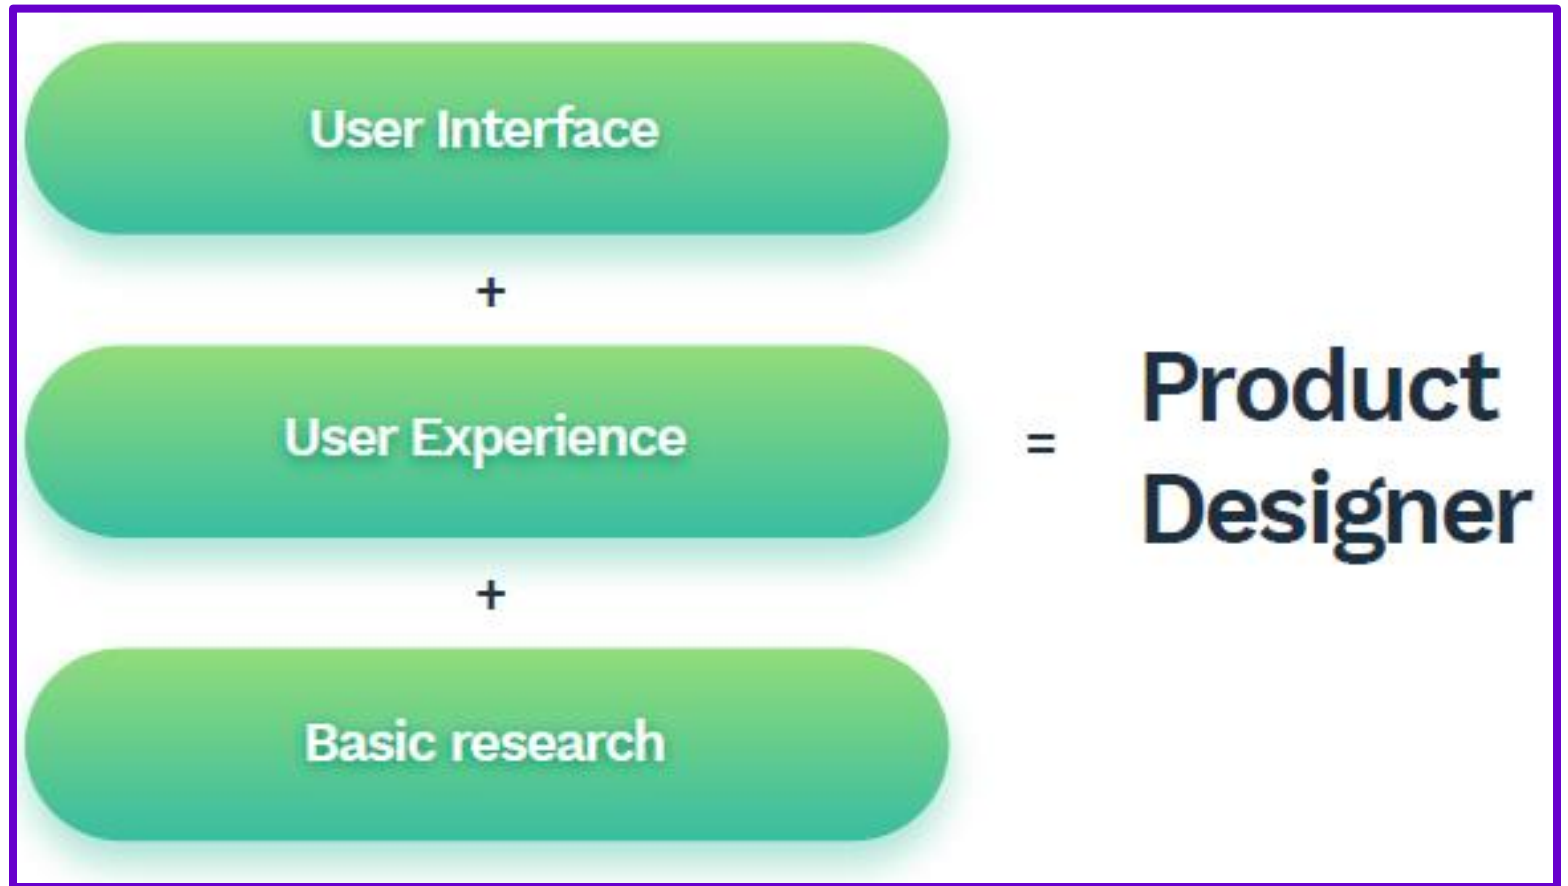 User Interface
+
User Experience
+
Basic research
=
Product
Designer